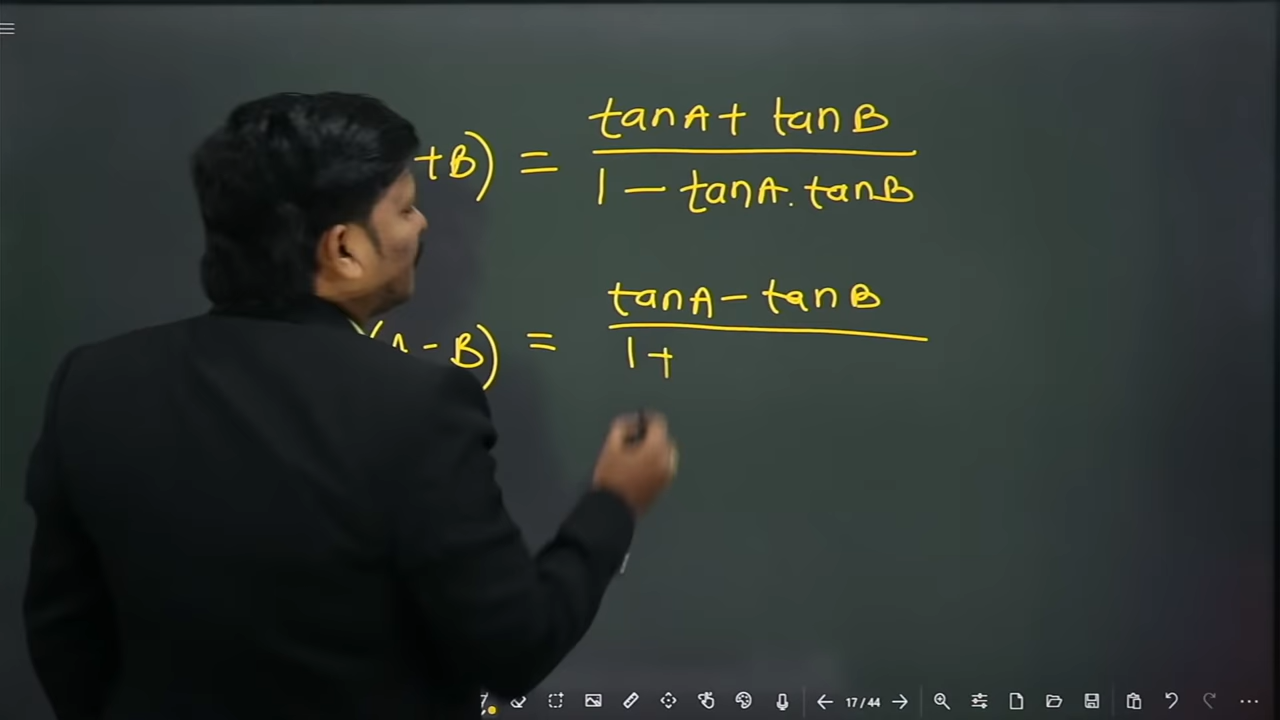 +B) = tanA + tanB
1 - tanA. tanB
- B) = tanA - tanB
1 +
17/44